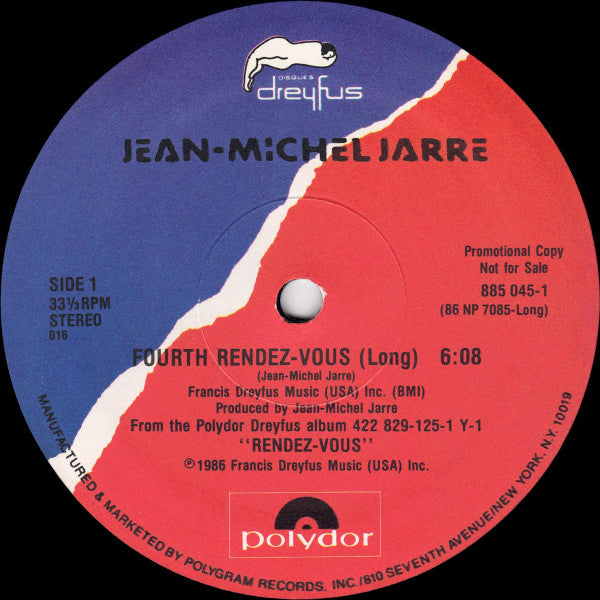 DISQUES
dreyfus
JEAN-MICHEL JARRE
Promotional Copy
Not for Sale
885 045-1
(86 NP 7085-Long)
SIDE 1
33⅓ RPM
STEREO
016
FOURTH RENDEZ-VOUS (Long) 6:08
(Jean-Michel Jarre)
Francis Dreyfus Music (USA) Inc. (BMI)
Produced by Jean-Michel Jarre
From the Polydor Dreyfus album 422 829-125-1 Y-1
"RENDEZ-VOUS"
℗1986 Francis Dreyfus Music (USA) Inc.
polydor
MANUFACTURED & MARKETED BY POLYGRAM RECORDS, INC./810 SEVENTH AVENUE/NEW YORK, N.Y. 10019